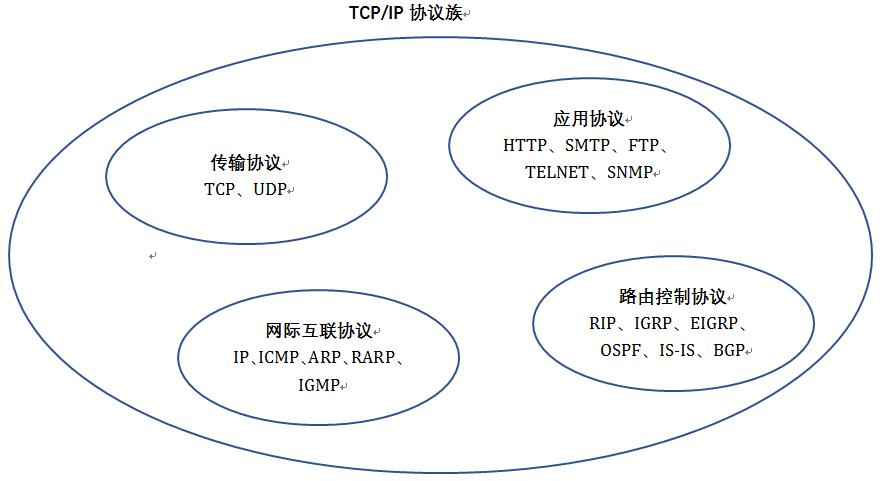 TCP/IP 协议族
应用协议
HTTP、SMTP、FTP、
TELNET、SNMP
传输协议
TCP、UDP
路由控制协议
RIP、IGRP、EIGRP、
OSPF、IS-IS、BGP
网际互联协议
IP、ICMP、ARP、RARP、
IGMP